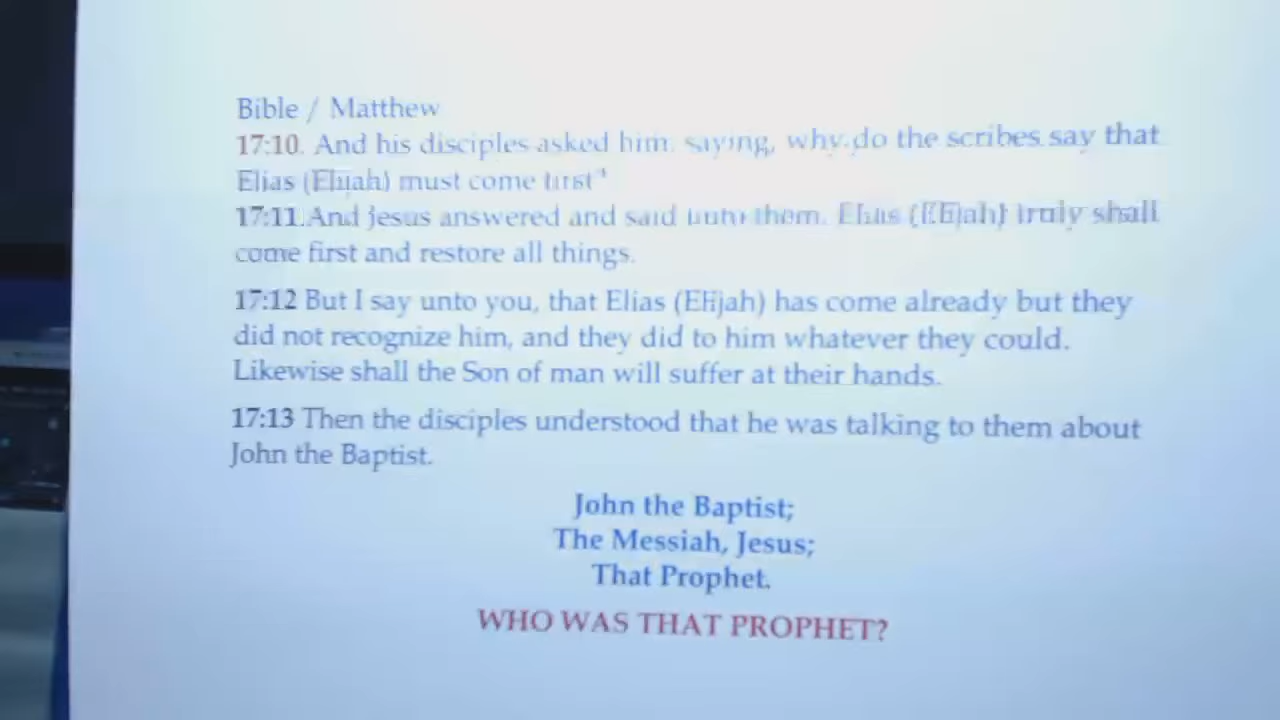 Bible / Matthew
17:10. And his disciples asked him. saying, why do the scribes say that
Elias (Elijah) must come first
17:11.And jesus answered and said unto them. Elias (Elijah) truly shall
come first and restore all things.
17:12 But I say unto you, that Elias (Elijah) has come already but they
did not recognize him, and they did to him whatever they could.
Likewise shall the Son of man will suffer at their hands.
17:13 Then the disciples understood that he was talking to them about
John the Baptist.
John the Baptist;
The Messiah, Jesus;
That Prophet.
WHO WAS THAT PROPHET?